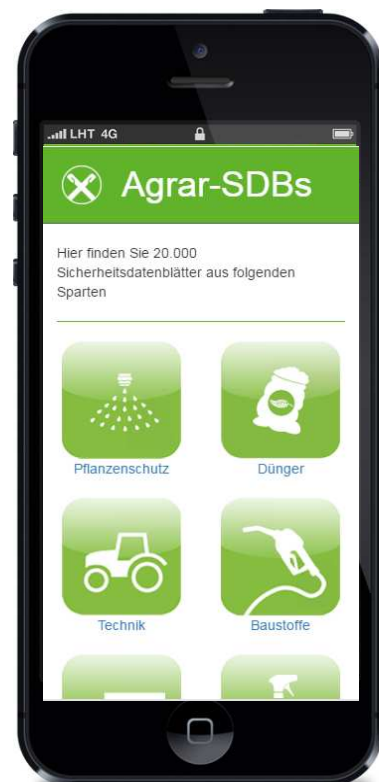 LHT 4G
Agrar-SDBs
Hier finden Sie 20.000
Sicherheitsdatenblätter aus folgenden
Sparten
Pflanzenschutz
Dünger
Technik
Baustoffe